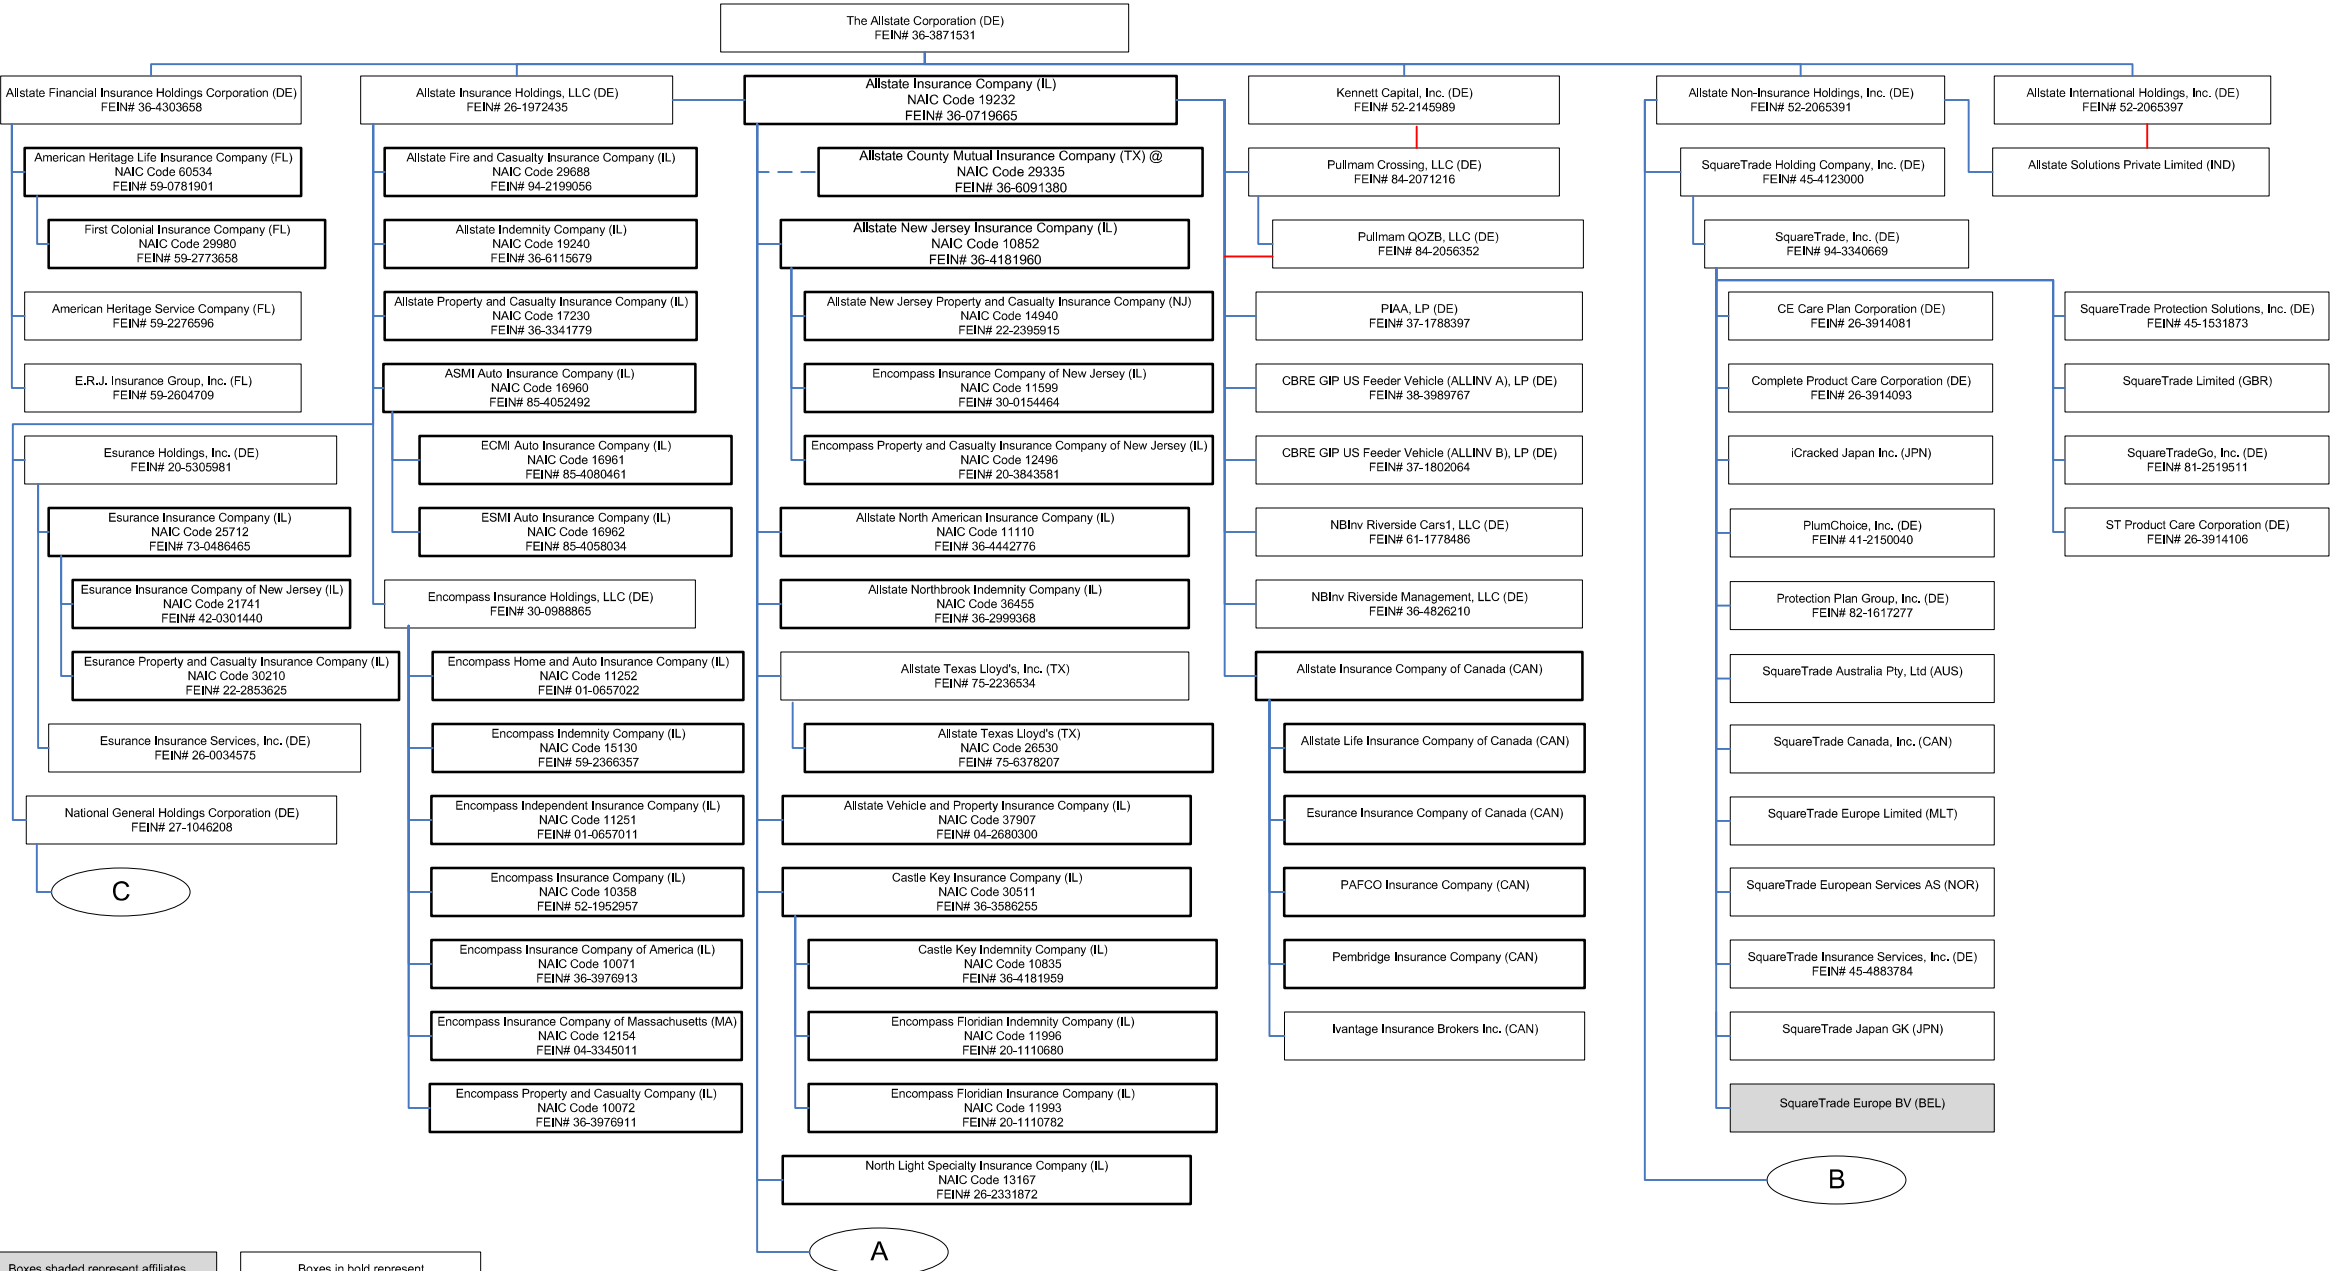 The Allstate Corporation (DE)
FEIN# 36-3871531
Allstate Financial Insurance Holdings Corporation (DE)
FEIN# 36-4303658
American Heritage Life Insurance Company (FL)
NAIC Code 60534
FEIN# 59-0781901
First Colonial Insurance Company (FL)
NAIC Code 29980
FEIN# 59-2773658
American Heritage Service Company (FL)
FEIN# 59-2276596
E.R.J. Insurance Group, Inc. (FL)
FEIN# 59-2604709
Esurance Holdings, Inc. (DE)
FEIN# 20-5305981
Esurance Insurance Company (IL)
NAIC Code 25712
FEIN# 73-0486465
Esurance Insurance Company of New Jersey (IL)
NAIC Code 21741
FEIN# 42-0301440
Esurance Property and Casualty Insurance Company (IL)
NAIC Code 30210
FEIN# 22-2853625
Esurance Insurance Services, Inc. (DE)
FEIN# 26-0034575
National General Holdings Corporation (DE)
FEIN# 27-1046208
C
Allstate Insurance Holdings, LLC (DE)
FEIN# 26-1972435
Allstate Fire and Casualty Insurance Company (IL)
NAIC Code 29688
FEIN# 94-2199056
Allstate Indemnity Company (IL)
NAIC Code 19240
FEIN# 36-6115679
Allstate Property and Casualty Insurance Company (IL)
NAIC Code 17230
FEIN# 36-3341779
ASMI Auto Insurance Company (IL)
NAIC Code 16960
FEIN# 85-4052492
ECMI Auto Insurance Company (IL)
NAIC Code 16961
FEIN# 85-4080461
ESMI Auto Insurance Company (IL)
NAIC Code 16962
FEIN# 85-4058034
Encompass Insurance Holdings, LLC (DE)
FEIN# 30-0988865
Encompass Home and Auto Insurance Company (IL)
NAIC Code 11252
FEIN# 01-0657022
Encompass Indemnity Company (IL)
NAIC Code 15130
FEIN# 59-2366357
Encompass Independent Insurance Company (IL)
NAIC Code 11251
FEIN# 01-0657011
Encompass Insurance Company (IL)
NAIC Code 10358
FEIN# 52-1952957
Encompass Insurance Company of America (IL)
NAIC Code 10071
FEIN# 36-3976913
Encompass Insurance Company of Massachusetts (MA)
NAIC Code 12154
FEIN# 04-3345011
Encompass Property and Casualty Company (IL)
NAIC Code 10072
FEIN# 36-3976911
Allstate Insurance Company (IL)
NAIC Code 19232
FEIN# 36-0719665
Allstate County Mutual Insurance Company (TX) @
NAIC Code 29335
FEIN# 36-6091380
Allstate New Jersey Insurance Company (IL)
NAIC Code 10852
FEIN# 36-4181960
Allstate New Jersey Property and Casualty Insurance Company (NJ)
NAIC Code 14940
FEIN# 22-2395915
Encompass Insurance Company of New Jersey (IL)
NAIC Code 11599
FEIN# 30-0154464
Encompass Property and Casualty Insurance Company of New Jersey (IL)
NAIC Code 12496
FEIN# 20-3843581
Allstate North American Insurance Company (IL)
NAIC Code 11110
FEIN# 36-4442776
Allstate Northbrook Indemnity Company (IL)
NAIC Code 36455
FEIN# 36-2999368
Allstate Texas Lloyd's, Inc. (TX)
FEIN# 75-2236534
Allstate Texas Lloyd's (TX)
NAIC Code 26530
FEIN# 75-6378207
Allstate Vehicle and Property Insurance Company (IL)
NAIC Code 37907
FEIN# 04-2680300
Castle Key Insurance Company (IL)
NAIC Code 30511
FEIN# 36-3586255
Castle Key Indemnity Company (IL)
NAIC Code 10835
FEIN# 36-4181959
Encompass Floridian Indemnity Company (IL)
NAIC Code 11996
FEIN# 20-1110680
Encompass Floridian Insurance Company (IL)
NAIC Code 11993
FEIN# 20-1110782
North Light Specialty Insurance Company (IL)
NAIC Code 13167
FEIN# 26-2331872
A
Kennett Capital, Inc. (DE)
FEIN# 52-2145989
Pullmam Crossing, LLC (DE)
FEIN# 84-2071216
Pullmam QOZB, LLC (DE)
FEIN# 84-2056352
PIAA, LP (DE)
FEIN# 37-1788397
CBRE GIP US Feeder Vehicle (ALLINV A), LP (DE)
FEIN# 38-3989767
CBRE GIP US Feeder Vehicle (ALLINV B), LP (DE)
FEIN# 37-1802064
NBInv Riverside Cars1, LLC (DE)
FEIN# 61-1778486
NBInv Riverside Management, LLC (DE)
FEIN# 36-4826210
Allstate Insurance Company of Canada (CAN)
Allstate Life Insurance Company of Canada (CAN)
Esurance Insurance Company of Canada (CAN)
PAFCO Insurance Company (CAN)
Pembridge Insurance Company (CAN)
Ivantage Insurance Brokers Inc. (CAN)
Allstate Non-Insurance Holdings, Inc. (DE)
FEIN# 52-2065391
SquareTrade Holding Company, Inc. (DE)
FEIN# 45-4123000
SquareTrade, Inc. (DE)
FEIN# 94-3340669
CE Care Plan Corporation (DE)
FEIN# 26-3914081
Complete Product Care Corporation (DE)
FEIN# 26-3914093
iCracked Japan Inc. (JPN)
PlumChoice, Inc. (DE)
FEIN# 41-2150040
Protection Plan Group, Inc. (DE)
FEIN# 82-1617277
SquareTrade Australia Pty, Ltd (AUS)
SquareTrade Canada, Inc. (CAN)
SquareTrade Europe Limited (MLT)
SquareTrade European Services AS (NOR)
SquareTrade Insurance Services, Inc. (DE)
FEIN# 45-4883784
SquareTrade Japan GK (JPN)
SquareTrade Europe BV (BEL)
B
Allstate International Holdings, Inc. (DE)
FEIN# 52-2065397
Allstate Solutions Private Limited (IND)
SquareTrade Protection Solutions, Inc. (DE)
FEIN# 45-1531873
SquareTrade Limited (GBR)
SquareTradeGo, Inc. (DE)
FEIN# 81-2519511
ST Product Care Corporation (DE)
FEIN# 26-3914106
Boxes shaded represent affiliates
Boxes in bold represent